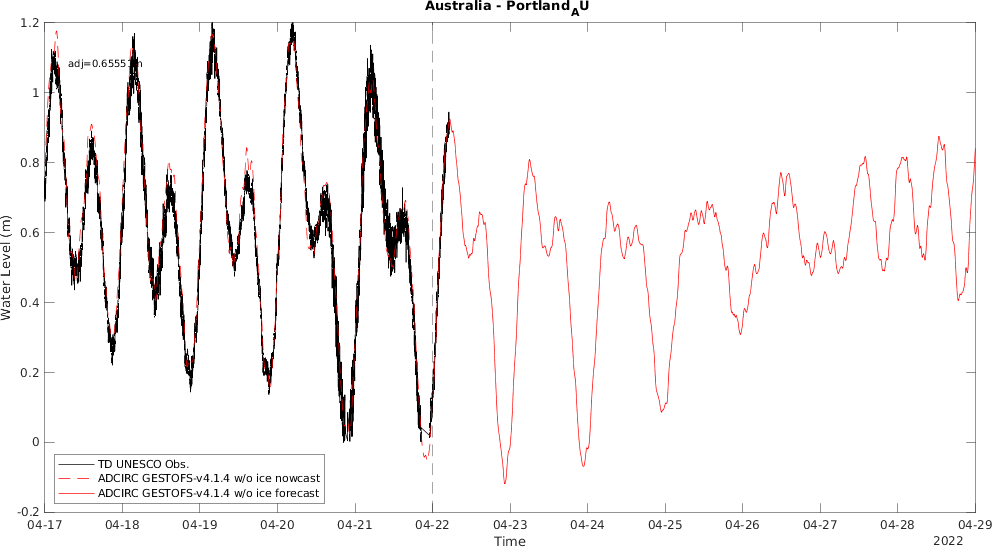 Australia - Portland_AU
1.2
adj=0.6555 m
1
0.8
0.6
0.4
0.2
0
-0.2
Water Level (m)
TD UNESCO Obs.
ADCIRC GESTOFS-v4.1.4 w/o ice nowcast
ADCIRC GESTOFS-v4.1.4 w/o ice forecast
04-17 04-18 04-19 04-20 04-21 04-22 04-23 04-24 04-25 04-26 04-27 04-28 04-29
Time
2022